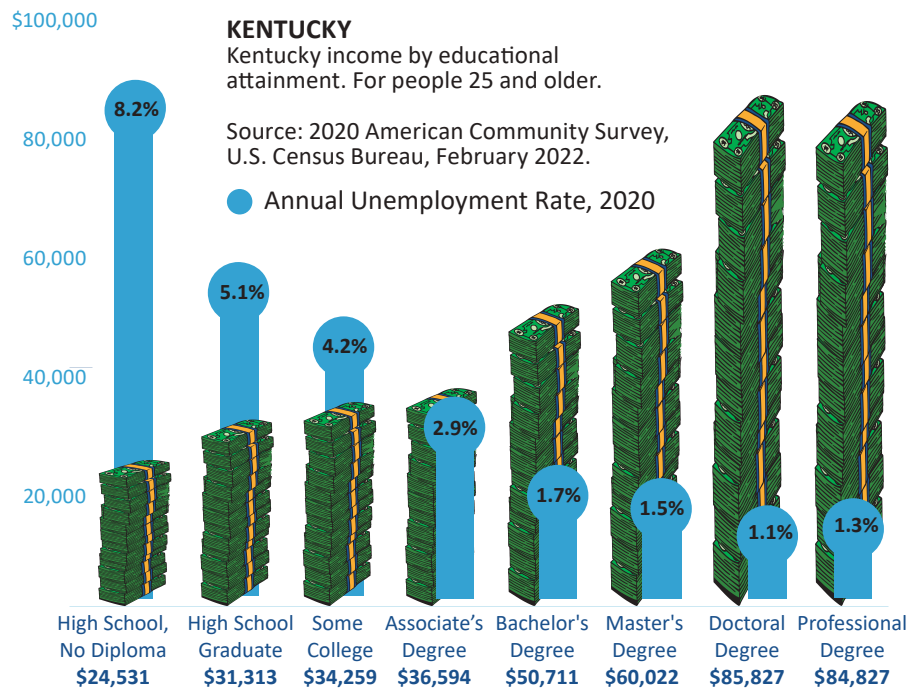 $100,000
KENTUCKY
Kentucky income by educational
attainment. For people 25 and older.
Source: 2020 American Community Survey,
U.S. Census Bureau, February 2022.
Annual Unemployment Rate, 2020
80,000
60,000
40,000
20,000
8.2%
5.1%
4.2%
2.9%
1.7%
1.5%
1.1%
1.3%
High School,
No Diploma
$24,531
High School
Graduate
$31,313
Some
College
$34,259
Associate’s
Degree
$36,594
Bachelor's
Degree
$50,711
Master's
Degree
$60,022
Doctoral
Degree
$85,827
Professional
Degree
$84,827